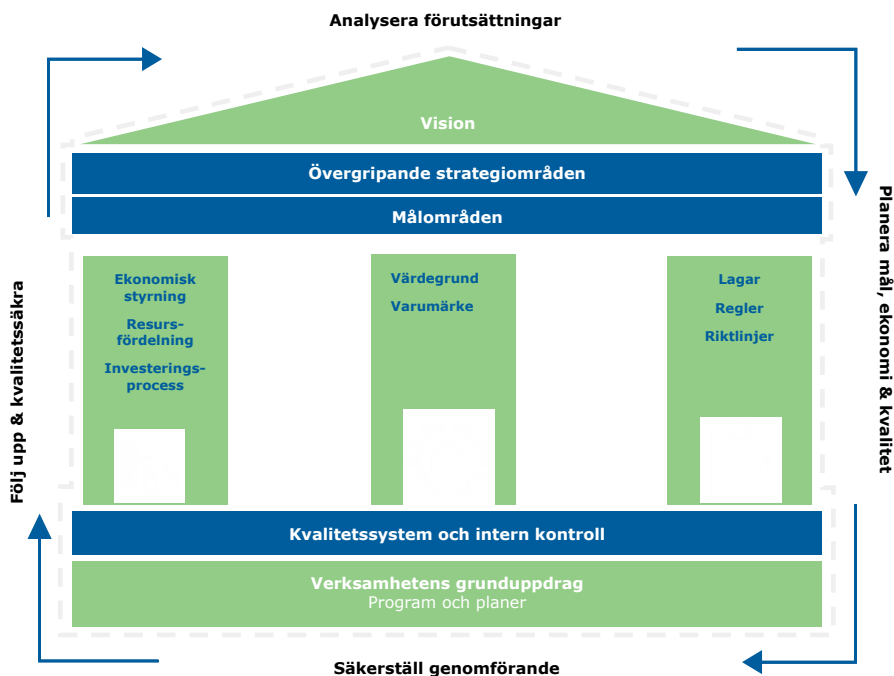 Analysera förutsättningar
Vision
Övergripande strategiområden
Målområden
Ekonomisk
styrning
Resurs-
fördelning
Investerings-
process
Värdegrund
Varumärke
Lagar
Regler
Riktlinjer
Planera mål, ekonomi & kvalitet
Följ upp & kvalitetssäkra
Kvalitetssystem och intern kontroll
Verksamhetens grunduppdrag
Program och planer
Säkerställ genomförande